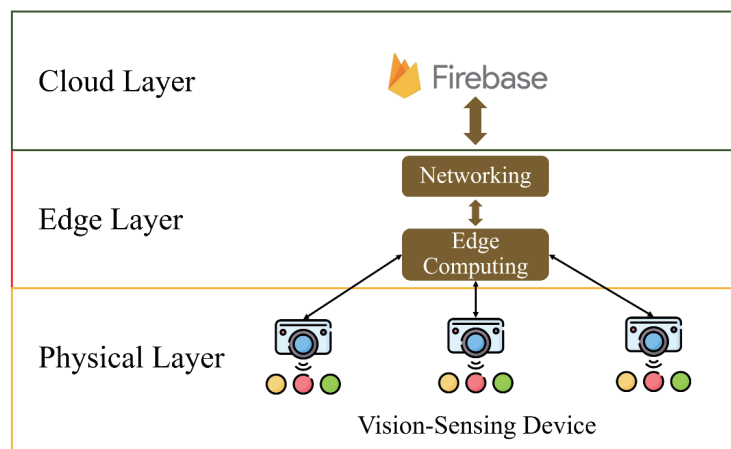 Cloud Layer
Firebase
Networking
Edge Layer
Edge
Computing
Physical Layer
Vision-Sensing Device